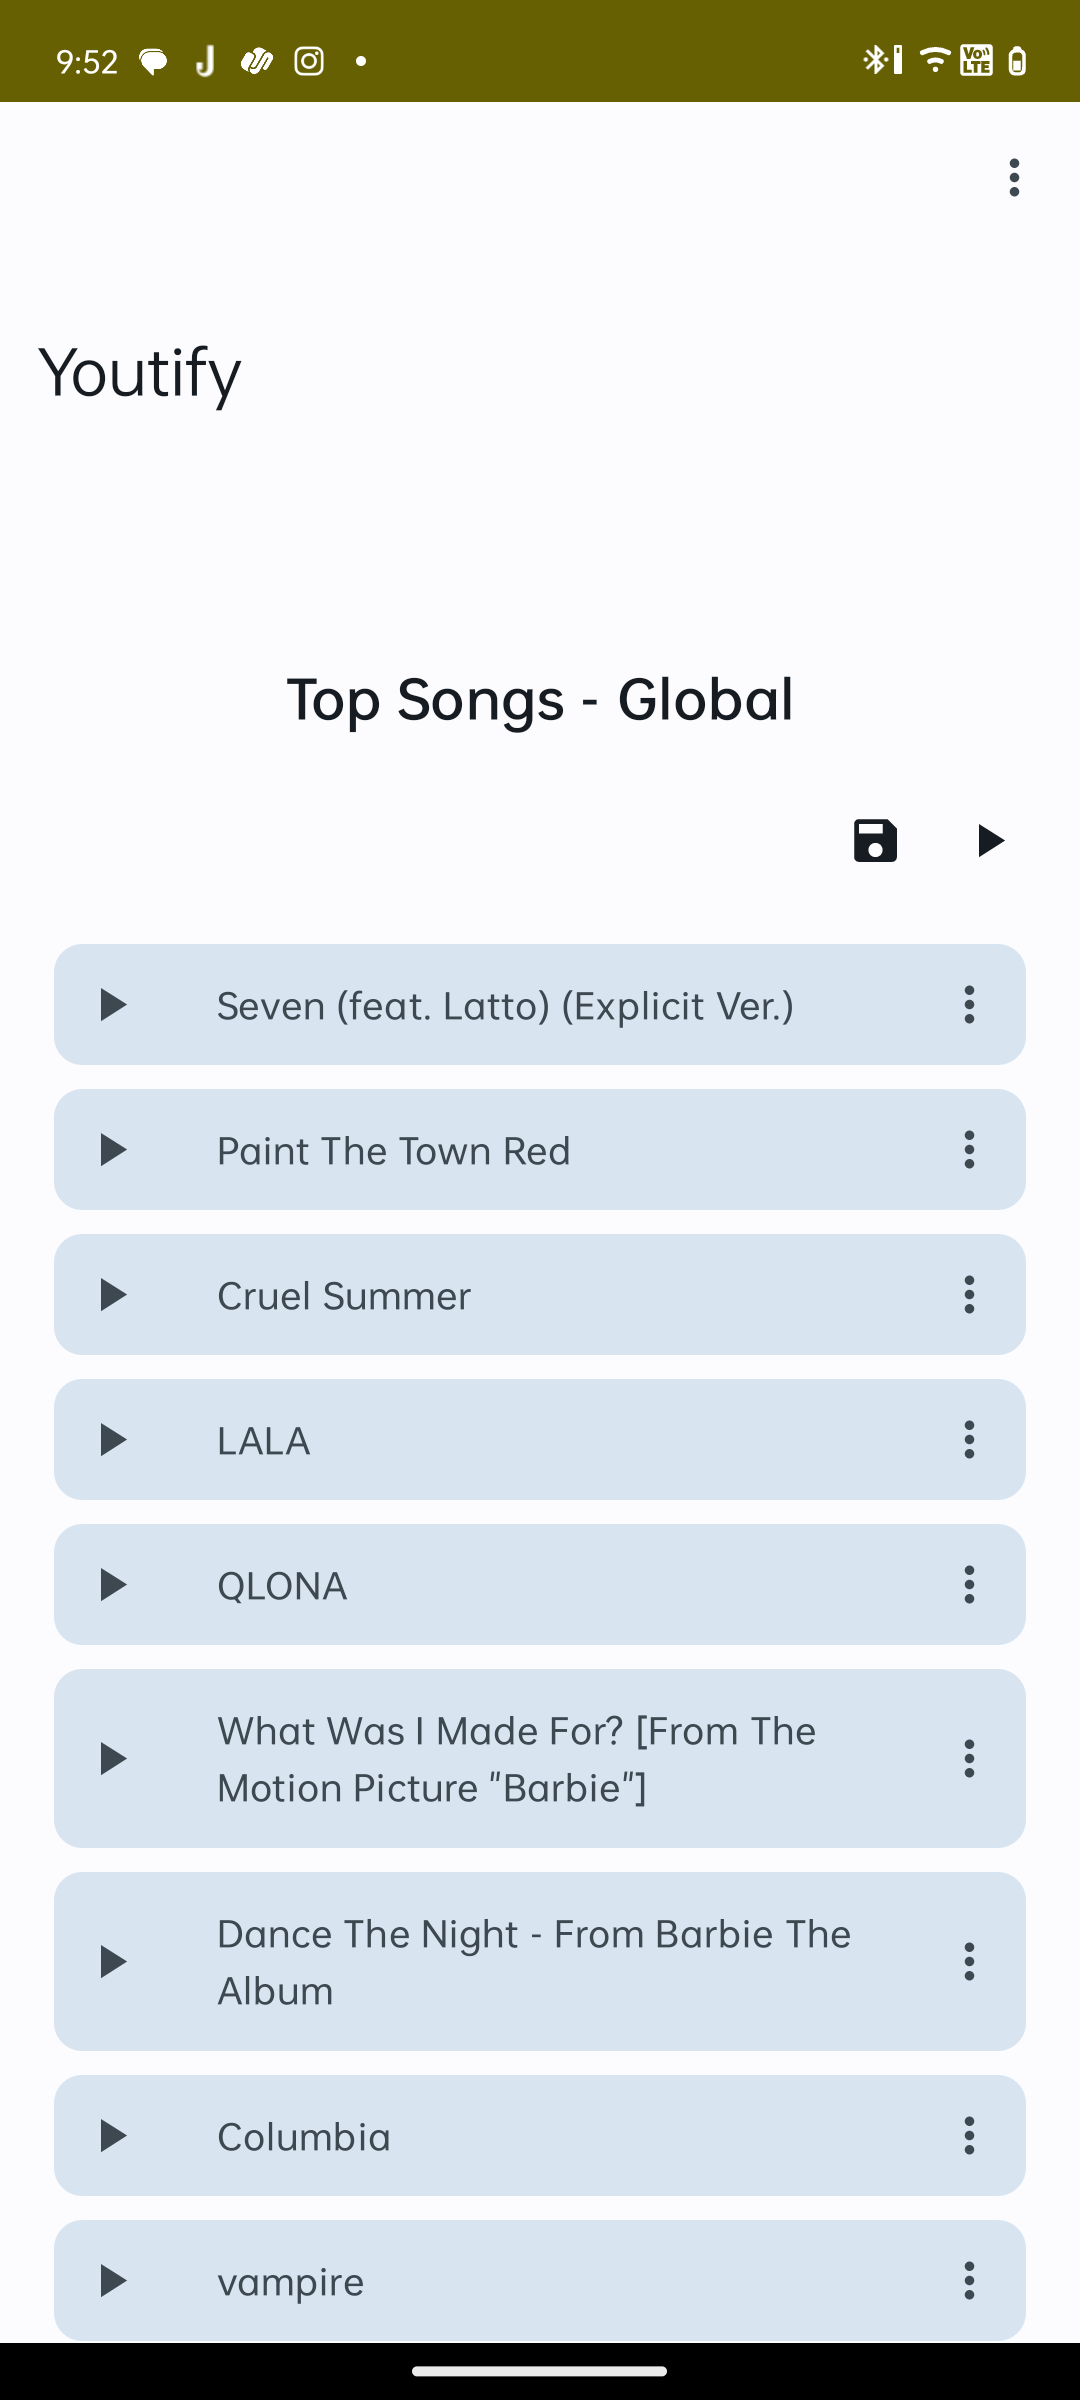 9:52
VoLTE
Youtify
Top Songs - Global
Seven (feat. Latto) (Explicit Ver.)
Paint The Town Red
Cruel Summer
LALA
QLONA
What Was I Made For? [From The
Motion Picture "Barbie"]
Dance The Night - From Barbie The
Album
Columbia
vampire